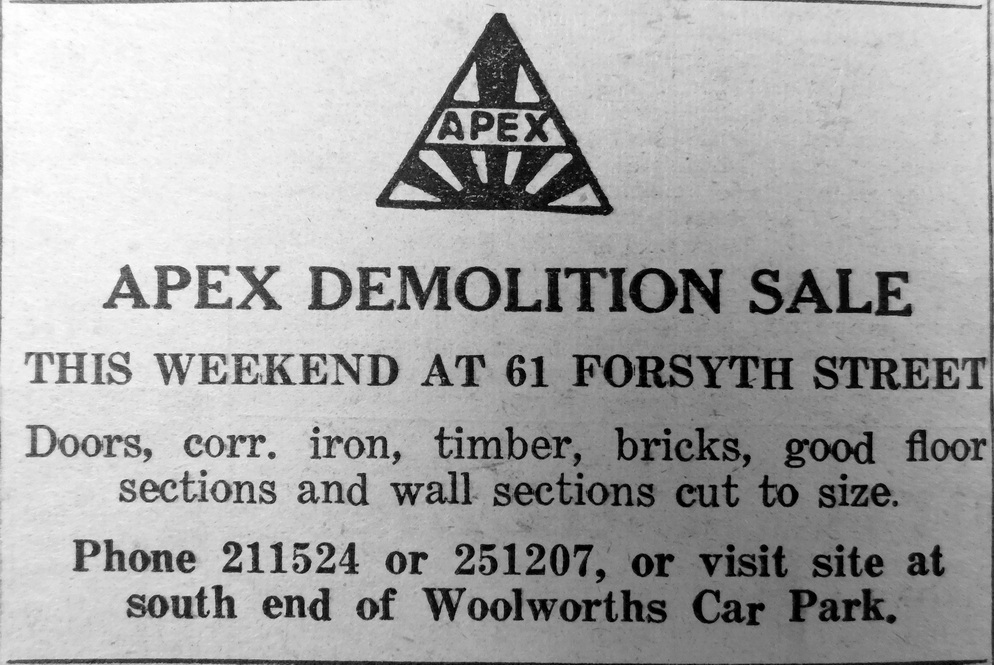 APEX
APEX DEMOLITION SALE
THIS WEEKEND AT 61 FORSYTH STREET
Doors, corr. iron, timber, bricks, good floor
sections and wall sections cut to size.
Phone 211524 or 251207, or visit site at
south end of Woolworths Car Park.